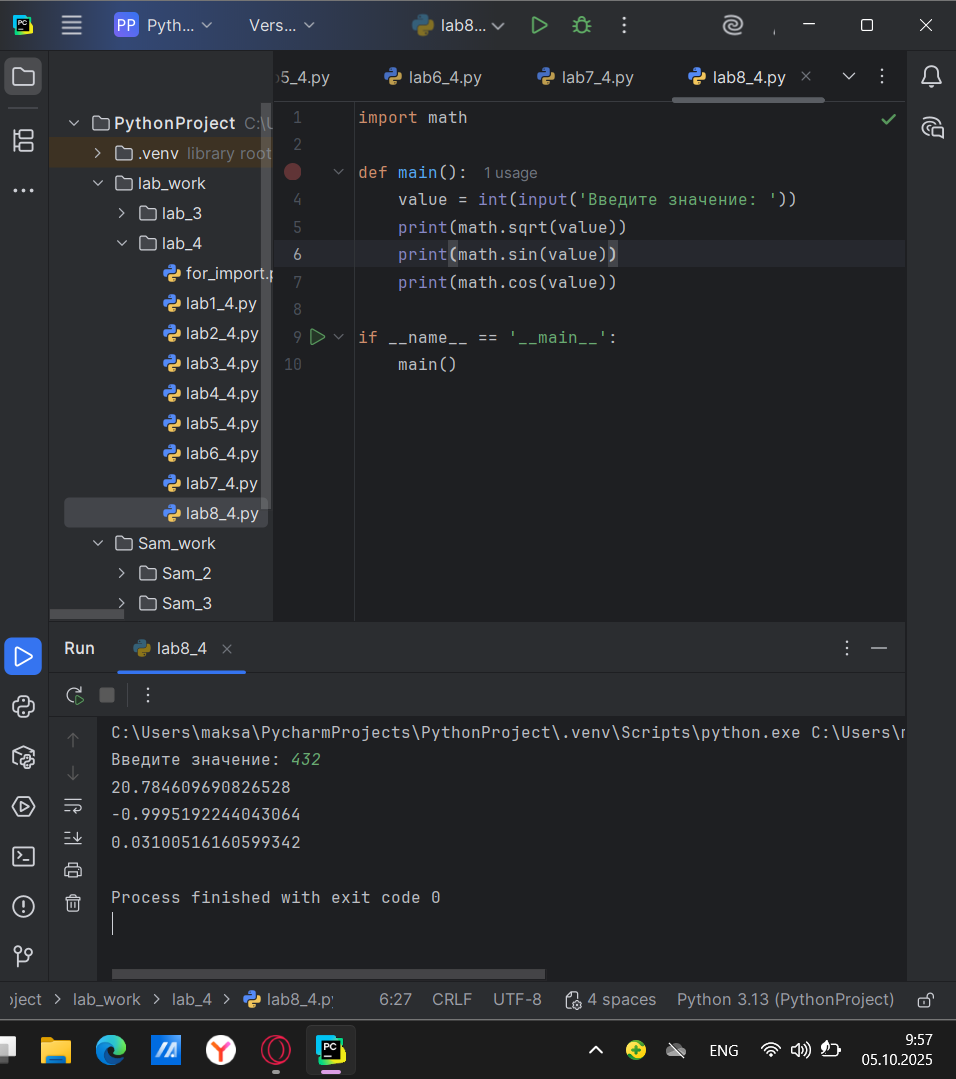 PC PP Pyth... Vers... lab8...
5_4.py lab6_4.py lab7_4.py lab8_4.py
PythonProject C:\U
.venv library root
lab_work
lab_3
lab_4
for_import.p
lab1_4.py
lab2_4.py
lab3_4.py
lab4_4.py
lab5_4.py
lab6_4.py
lab7_4.py
lab8_4.py
Sam_work
Sam_2
Sam_3
1 import math
2
def main(): 1 usage
4 value = int(input('Введите значение: '))
5 print(math.sqrt(value))
6 print(math.sin(value))
7 print(math.cos(value))
8
9 if __name__ == '__main__':
10 main()
Run lab8_4
C:\Users\maksa\PycharmProjects\PythonProject\.venv\Scripts\python.exe C:\Users\m
Введите значение: 432
20.784609690826528
-0.9995192244043064
0.03100516160599342
Process finished with exit code 0
oject > lab_work > lab_4 > lab8_4.py 6:27 CRLF UTF-8 4 spaces Python 3.13 (PythonProject)
PC ENG 9:57
05.10.2025